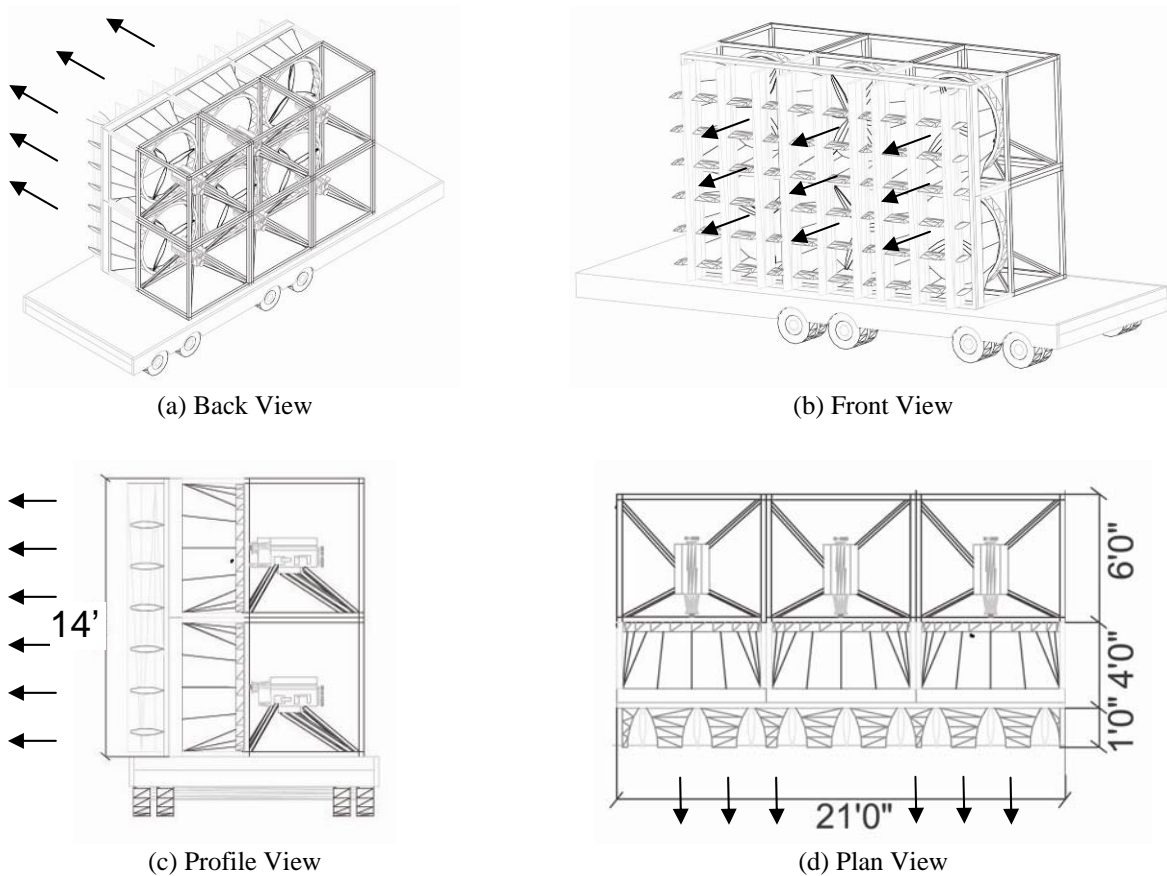 (a) Back View
(b) Front View
14’
(c) Profile View
6'0"
4'0"
1'0"
21'0"
(d) Plan View